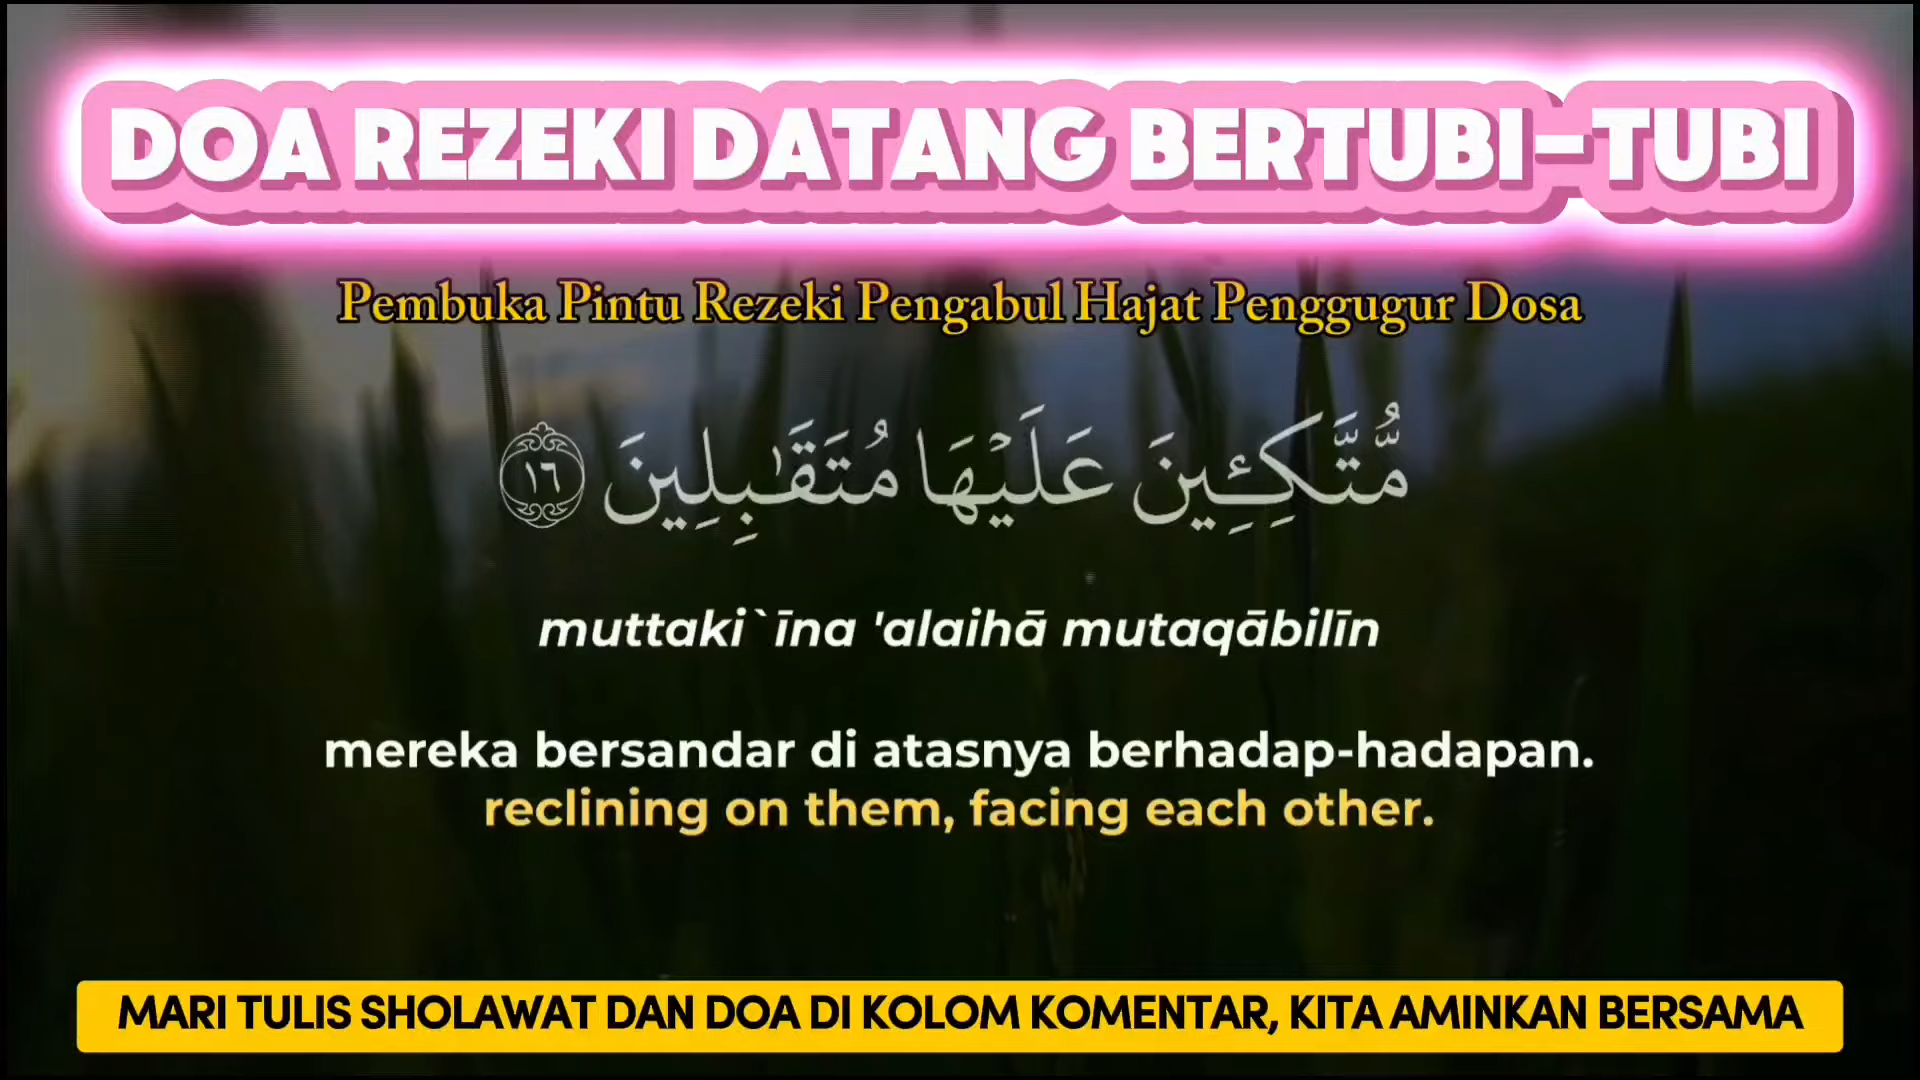 DOA REZEKI DATANG BERTUBI-TUBI
Pembuka Pintu Rezeki Pengabul Hajat Penggugur Dosa
مُّتَّكِـِٔينَ عَلَيْهَا مُتَقَٰبِلِينَ ١٦
muttaki`īna 'alaihā mutaqābilīn
mereka bersandar di atasnya berhadap-hadapan.
reclining on them, facing each other.
MARI TULIS SHOLAWAT DAN DOA DI KOLOM KOMENTAR, KITA AMINKAN BERSAMA